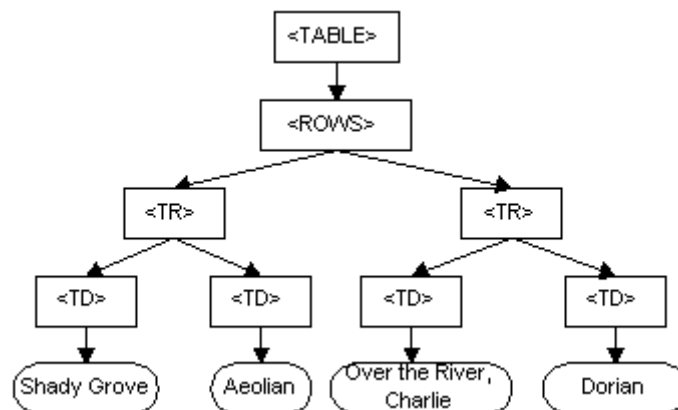 <TABLE>
<ROWS>
<TR> <TR>
<TD> <TD> <TD> <TD>
Shady Grove Aeolian Over the River, Dorian
Charlie